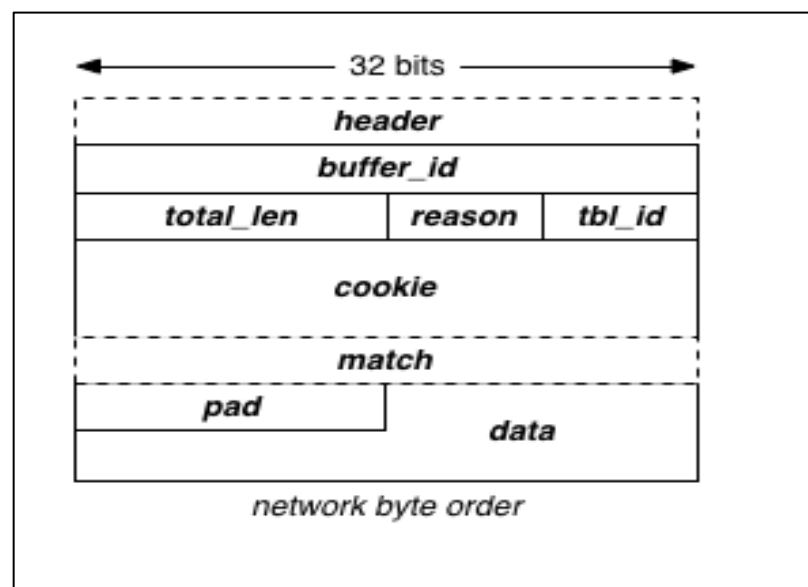 32 bits
header
buffer_id
total_len reason tbl_id
cookie
match
pad
data
network byte order